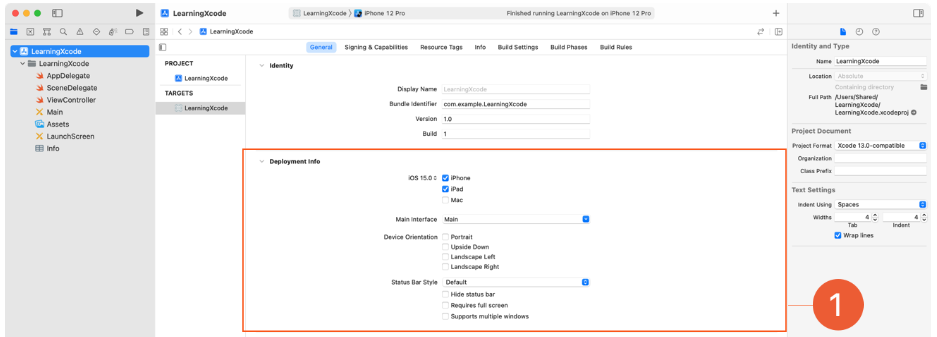 LearningXcode
LearningXcode
iPhone 12 Pro
Finished running LearningXcode on iPhone 12 Pro
LearningXcode
LearningXcode
LearningXcode
AppDelegate
SceneDelegate
ViewController
Main
Assets
LaunchScreen
Info
General
Signing & Capabilities
Resource Tags
Info
Build Settings
Build Phases
Build Rules
PROJECT
LearningXcode
TARGETS
LearningXcode
Identity
Display Name LearningXcode
Bundle Identifier com.example.LearningXcode
Version 1.0
Build 1
Deployment Info
iOS 15.0 iPhone
iPad
Mac
Main Interface Main
Device Orientation Portrait
Upside Down
Landscape Left
Landscape Right
Status Bar Style Default
Hide status bar
Requires full screen
Supports multiple windows
Identity and Type
Name LearningXcode
Location Absolute
Containing directory
Full Path /Users/Shared/
LearningXcode/
LearningXcode.xcodeproj
Project Document
Project Format Xcode 13.0-compatible
Organization
Class Prefix
Text Settings
Indent Using Spaces
Widths 4 4
Tab Indent
Wrap lines
1